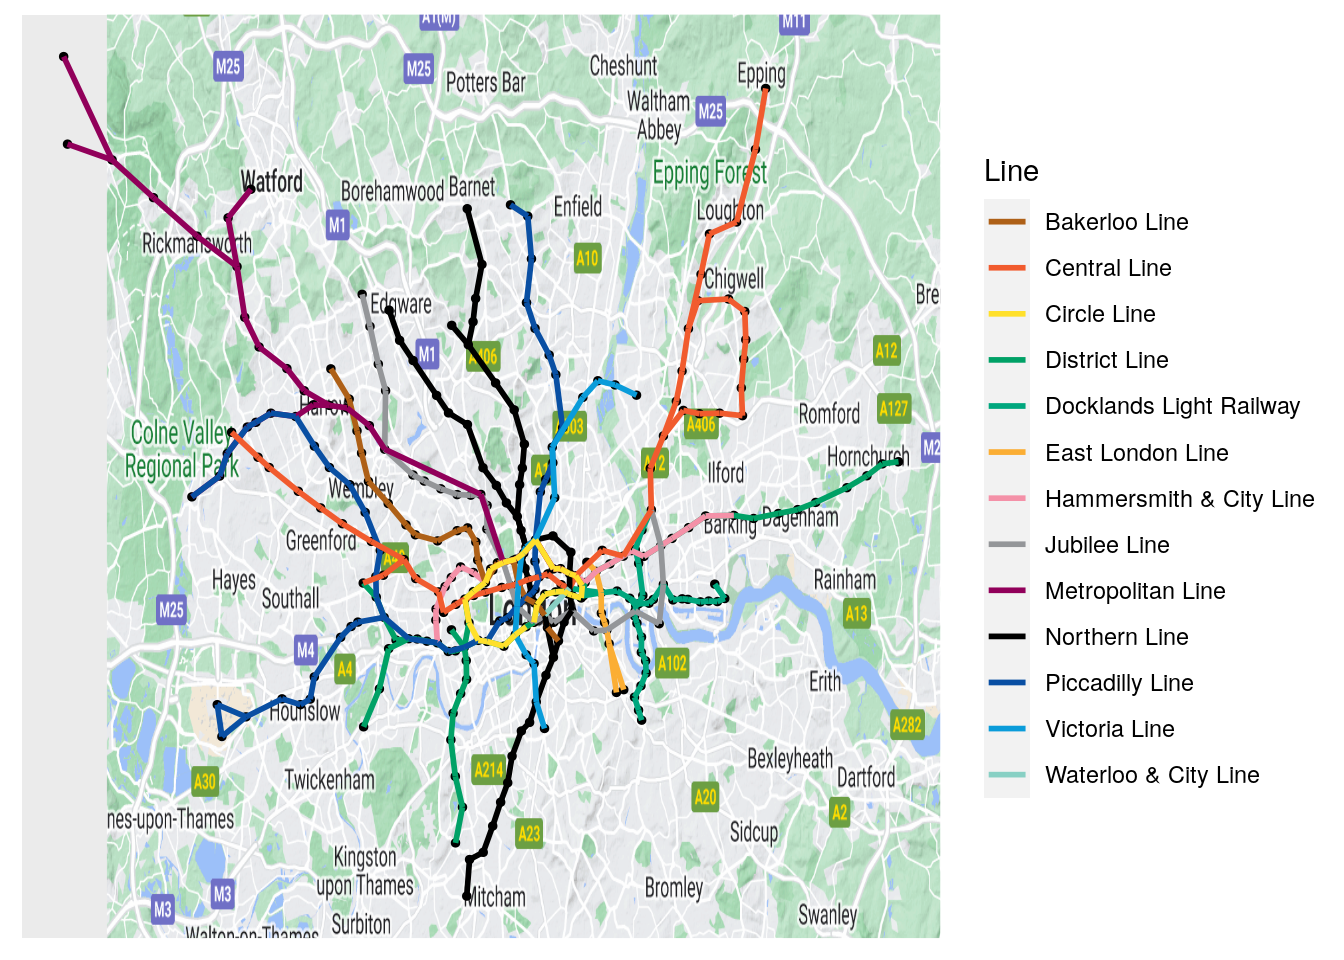 A1(M)
M11
M25
M25
Cheshunt
Epping
Potters Bar
Waltham
Abbey
M25
Epping Forest
Watford
Borehamwood
Barnet
Enfield
Loughton
M1
Rickmansworth
A10
Chigwell
Edgware
Bre
M1
A406
A12
Harrow
Romford
A127
A406
Colne Valley
Regional Park
M2
Hornchurch
Ilford
Wembley
Barking
Dagenham
Greenford
A40
Hayes
Southall
Rainham
M25
A13
M4
A4
A102
Erith
Hounslow
A282
Twickenham
A214
Bexleyheath
Dartford
A30
A20
A2
nes-upon-Thames
A23
Sidcup
Kingston
upon Thames
Mitcham
Bromley
M3
M3
Surbiton
Swanley
Walton-on-Thames
Line
Bakerloo Line
Central Line
Circle Line
District Line
Docklands Light Railway
East London Line
Hammersmith & City Line
Jubilee Line
Metropolitan Line
Northern Line
Piccadilly Line
Victoria Line
Waterloo & City Line